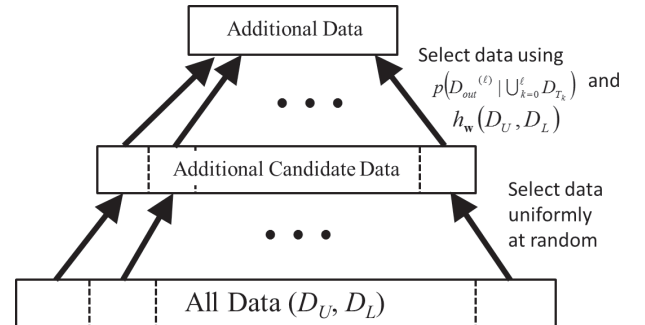 Additional Data
Select data using
p(D_out^(ℓ) | ⋃_{k=0}^{ℓ} D_{T_k}) and
h_w(D_U, D_L)
Additional Candidate Data
Select data
uniformly
at random
All Data (D_U, D_L)